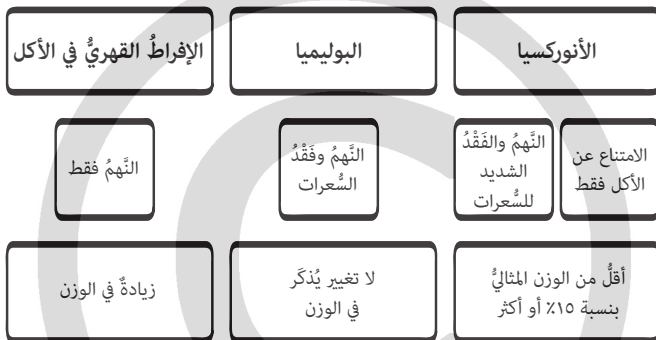 الأنوركسيا
البوليميا
الإفراطُ القهريُّ في الأكل
الامتناع عن
الأكل فقط
النَّهمُ والفَقْدُ
الشديد
للسُّعرات
النَّهمُ وفَقْدُ
السُّعرات
النَّهمُ فقط
أقلُّ من الوزن المثاليُّ
بنسبة ١٥٪ أو أكثر
لا تغيير يُذكَر
في الوزن
زيادةٌ في الوزن